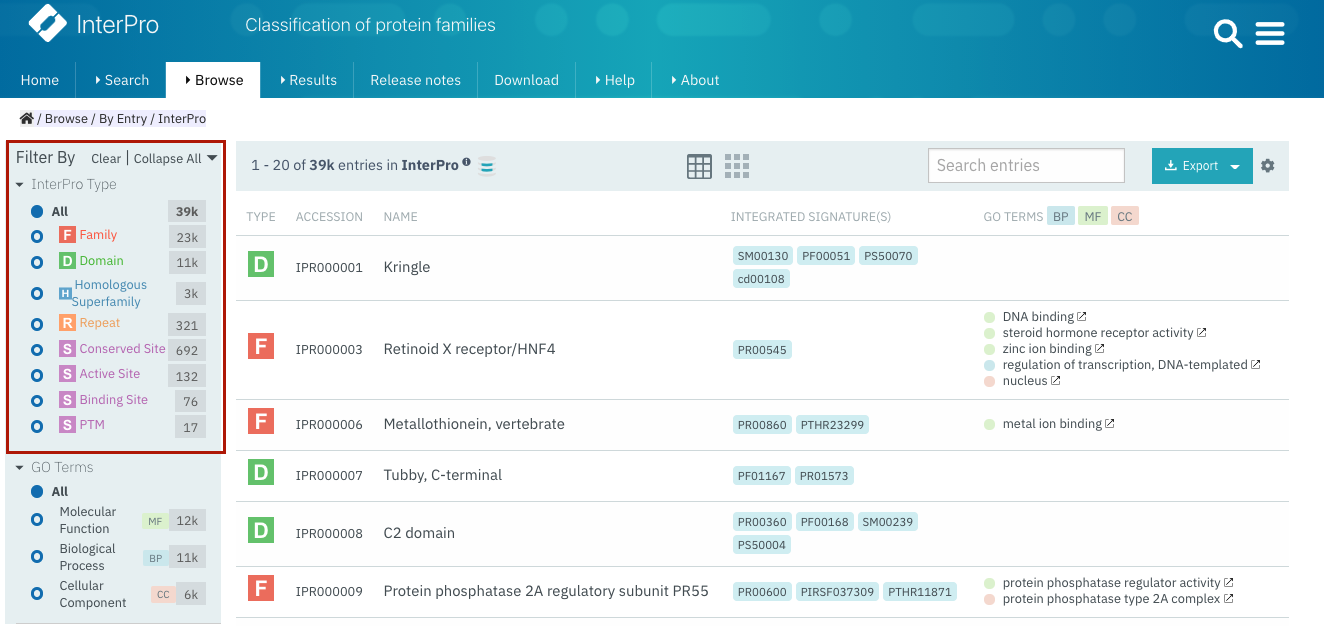 InterPro
Classification of protein families
Home Search Browse Results Release notes Download Help About
/ Browse / By Entry / InterPro
Filter By Clear | Collapse All
InterPro Type
All 39k
F Family 23k
D Domain 11k
H Homologous Superfamily 3k
R Repeat 321
S Conserved Site 692
S Active Site 132
S Binding Site 76
S PTM 17
GO Terms
All
Molecular Function MF 12k
Biological Process BP 11k
Cellular Component CC 6k
1 - 20 of 39k entries in InterPro
Search entries
Export
TYPE ACCESSION NAME INTEGRATED SIGNATURE(S) GO TERMS BP MF CC
D IPR000001 Kringle SM00130 PF00051 PS50070
cd00108
F IPR000003 Retinoid X receptor/HNF4 PR00545
DNA binding
steroid hormone receptor activity
zinc ion binding
regulation of transcription, DNA-templated
nucleus
F IPR000006 Metallothionein, vertebrate PR00860 PTHR23299 metal ion binding
D IPR000007 Tubby, C-terminal PF01167 PR01573
D IPR000008 C2 domain PR00360 PF00168 SM00239
PS50004
F IPR000009 Protein phosphatase 2A regulatory subunit PR55 PR00600 PIRSF037309 PTHR11871
protein phosphatase regulator activity
protein phosphatase type 2A complex